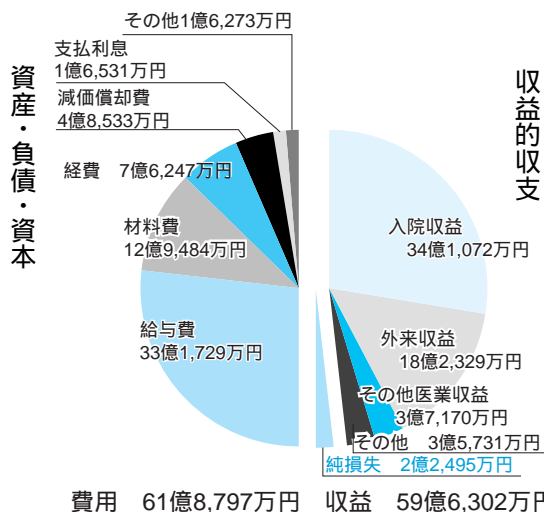 その他1億6,273万円
支払利息
1億6,531万円
減価償却費
4億8,533万円
経費　7億6,247万円
材料費
12億9,484万円
給与費
33億1,729万円
資産・負債・資本
収益的収支
入院収益
34億1,072万円
外来収益
18億2,329万円
その他医業収益
3億7,170万円
その他　3億5,731万円
純損失　2億2,495万円
費用　61億8,797万円　収益　59億6,302万円